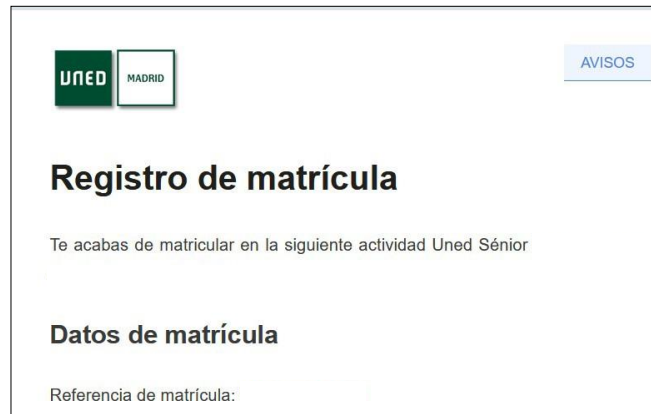 UNED MADRID
AVISOS
Registro de matrícula
Te acabas de matricular en la siguiente actividad Uned Sénior
Datos de matrícula
Referencia de matrícula: